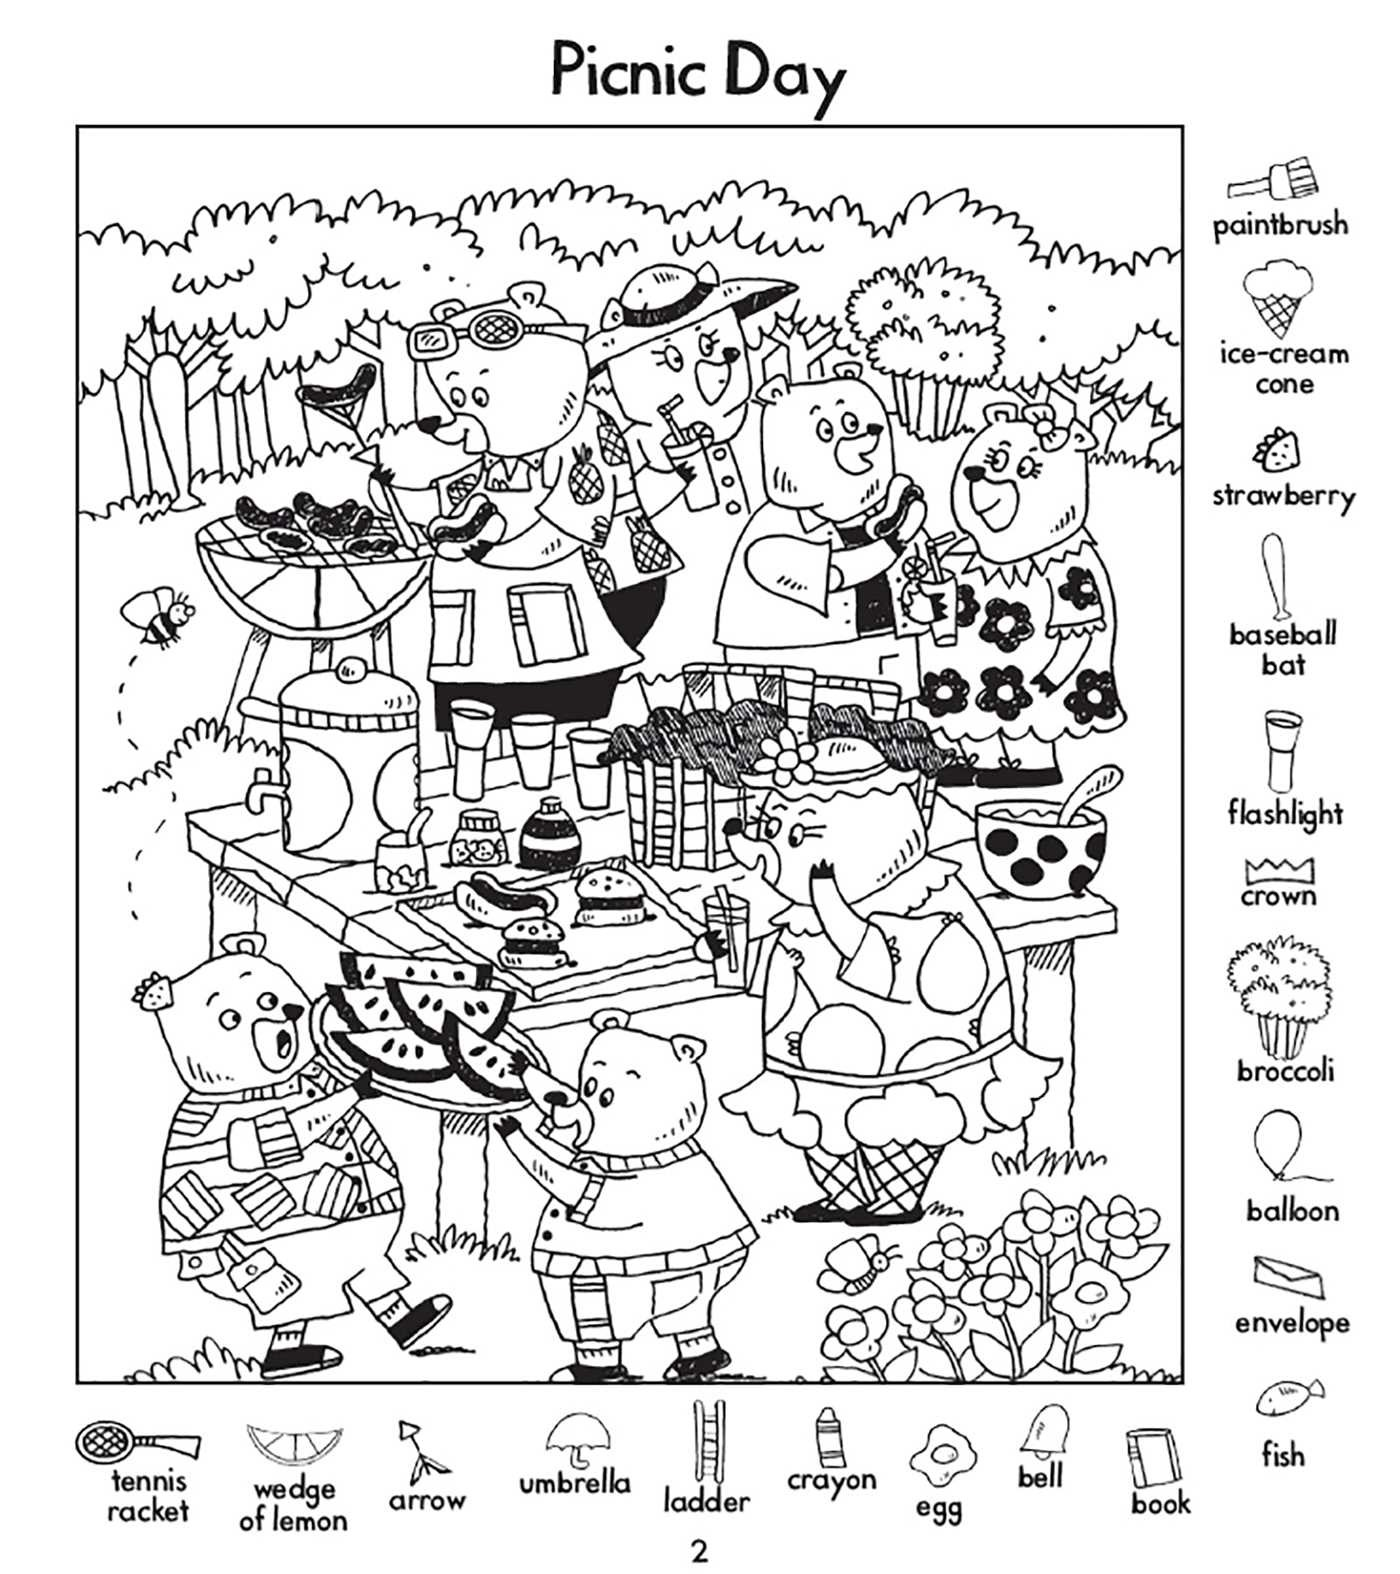 Picnic Day
paintbrush
ice-cream
cone
strawberry
baseball
bat
flashlight
crown
broccoli
balloon
envelope
fish
tennis
racket
wedge
of lemon
arrow
umbrella
ladder
crayon
egg
bell
book
2